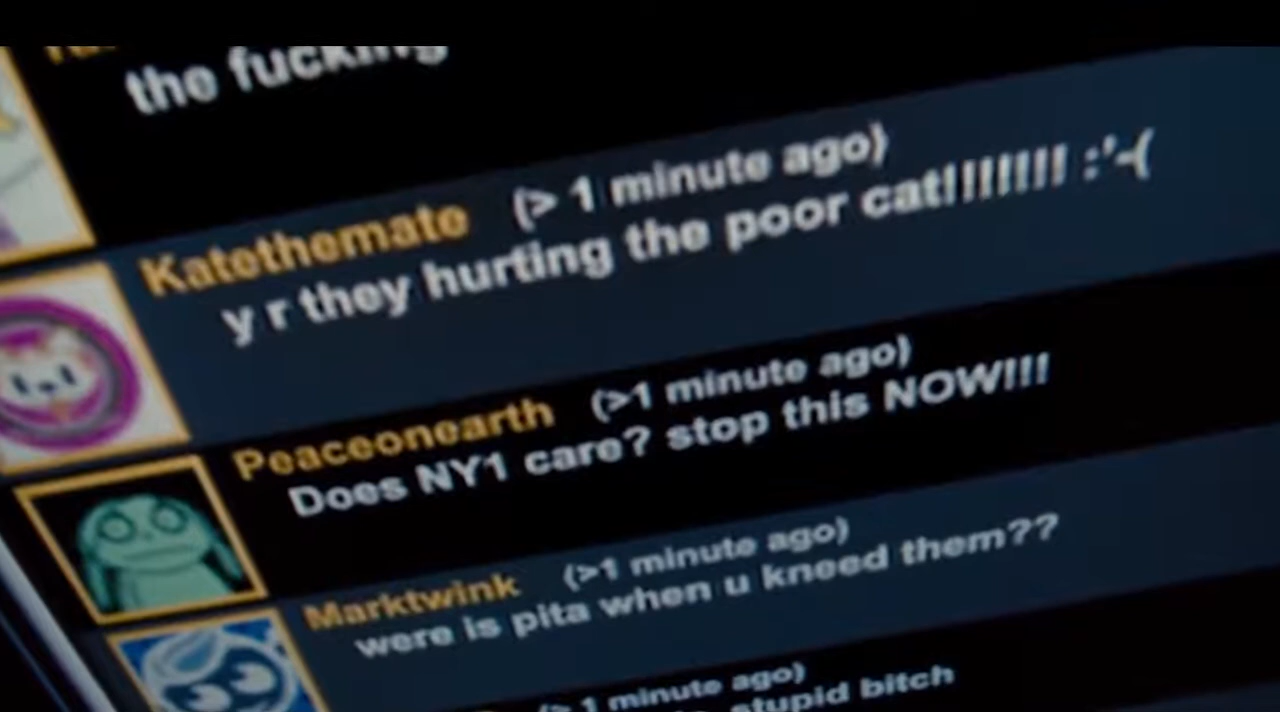 the fucking
Katethemate (> 1 minute ago)
y r they hurting the poor cat!!!!!!!! :'-(
Peaceonearth (>1 minute ago)
Does NY1 care? stop this NOW!!!
Marktwink (>1 minute ago)
were is pita when u kneed them??
(> 1 minute ago)
stupid bitch